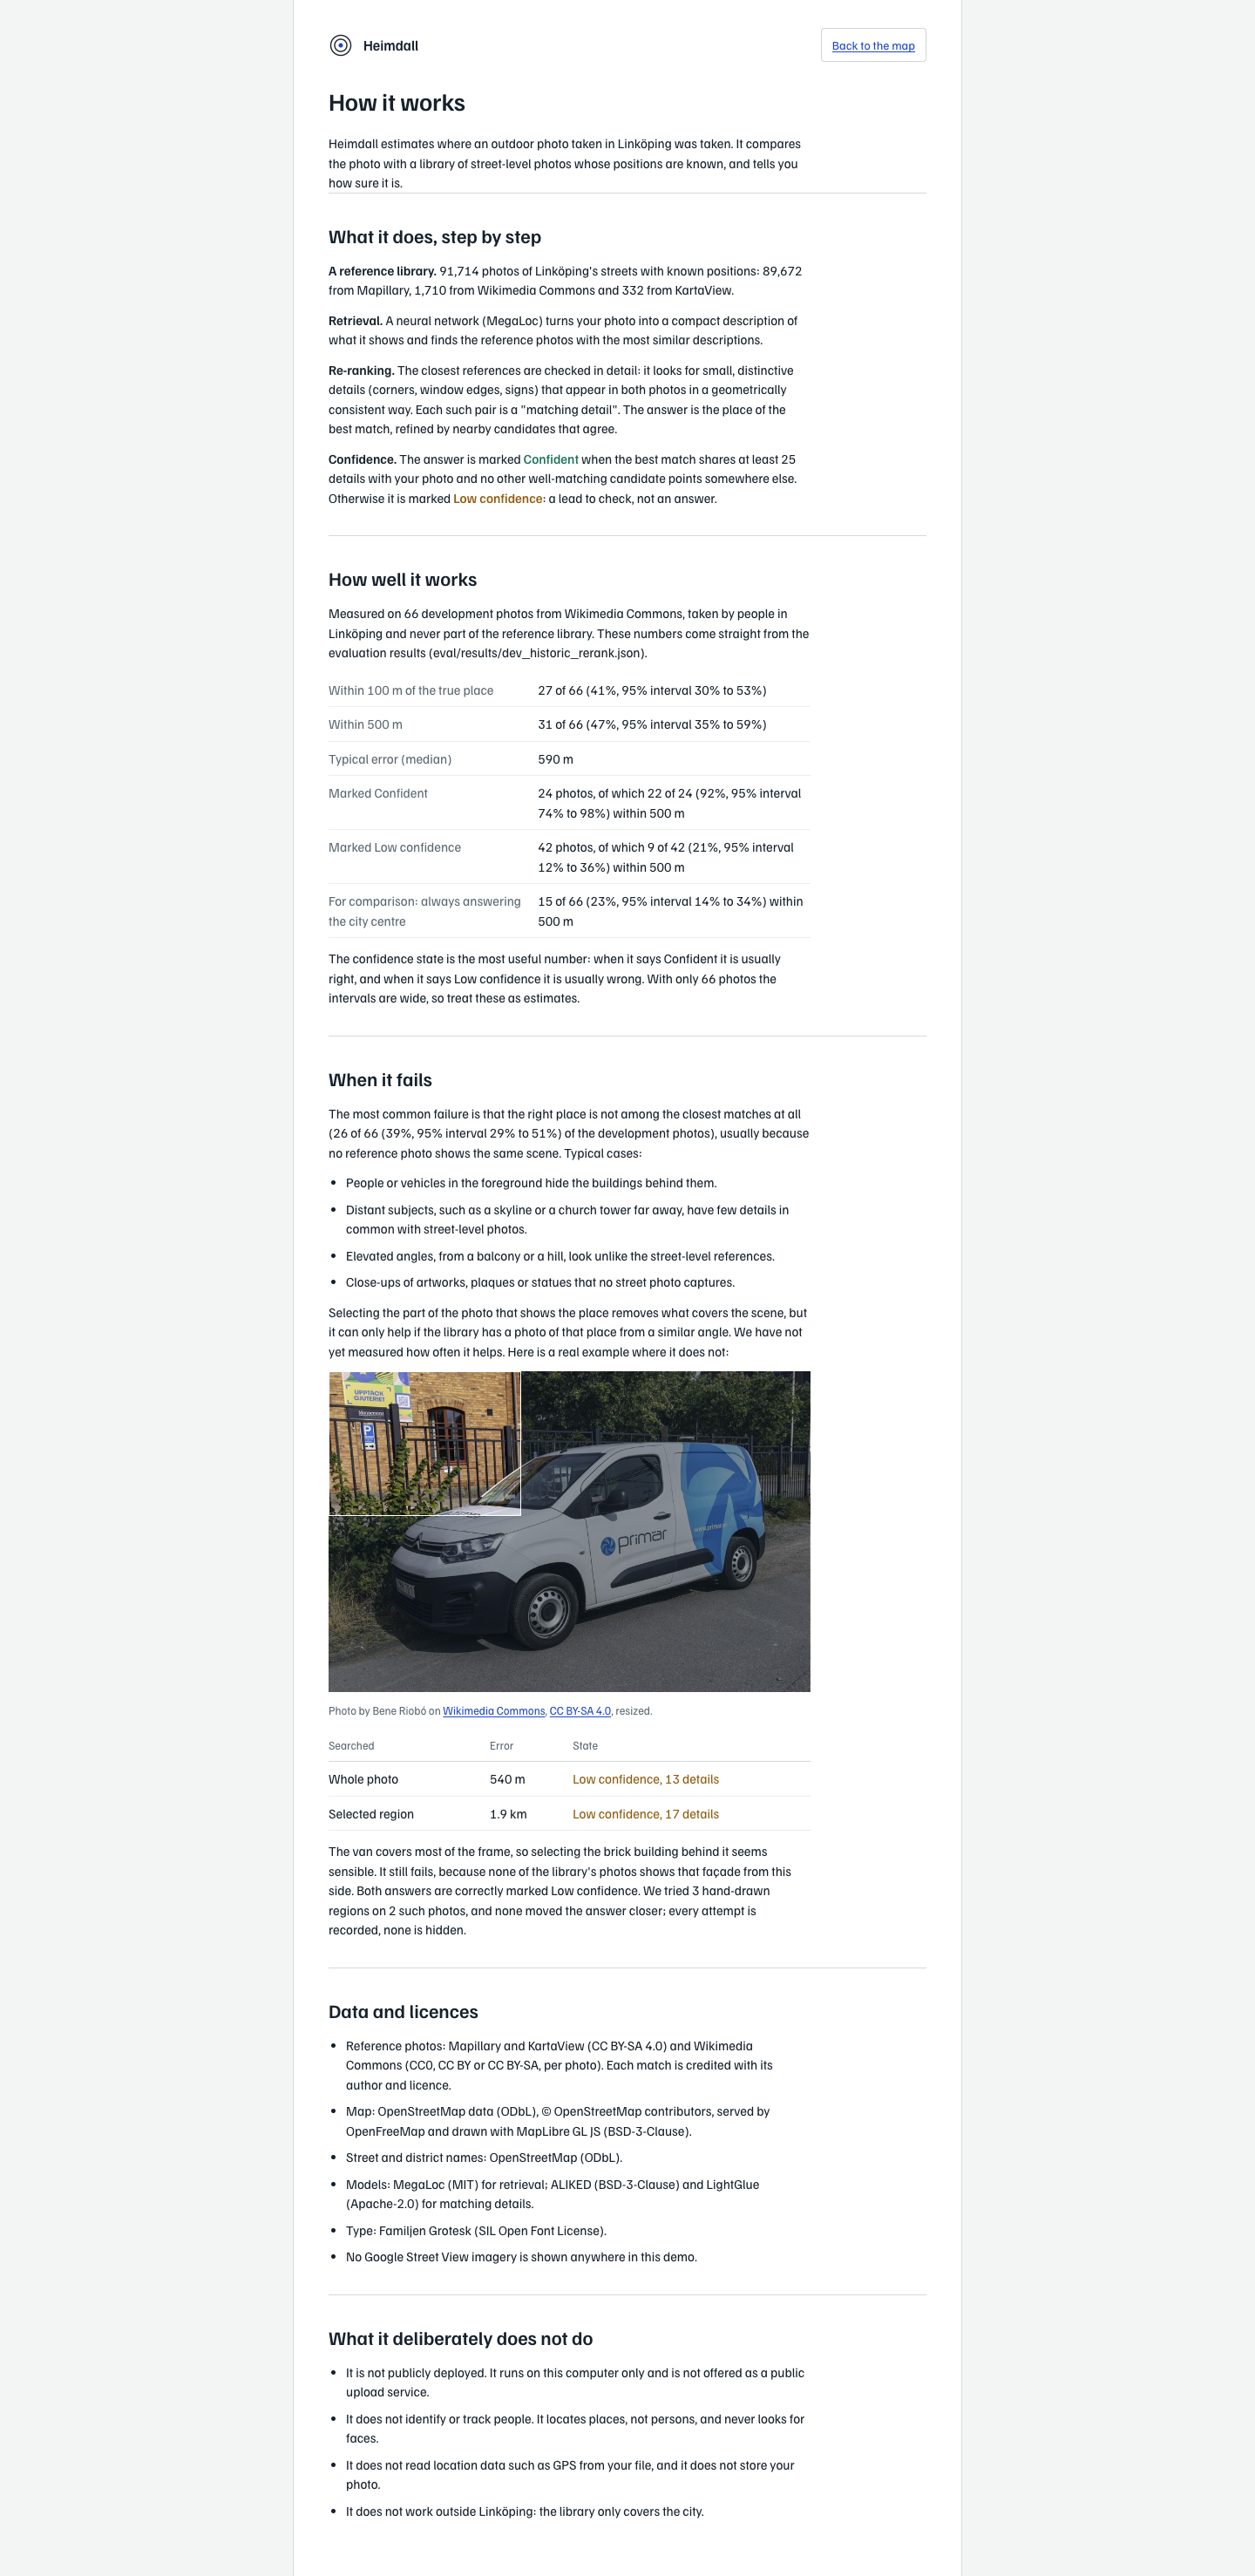 Heimdall
Back to the map
How it works
Heimdall estimates where an outdoor photo taken in Linköping was taken. It compares
the photo with a library of street-level photos whose positions are known, and tells you
how sure it is.
What it does, step by step
A reference library. 91,714 photos of Linköping's streets with known positions: 89,672
from Mapillary, 1,710 from Wikimedia Commons and 332 from KartaView.
Retrieval. A neural network (MegaLoc) turns your photo into a compact description of
what it shows and finds the reference photos with the most similar descriptions.
Re-ranking. The closest references are checked in detail: it looks for small, distinctive
details (corners, window edges, signs) that appear in both photos in a geometrically
consistent way. Each such pair is a "matching detail". The answer is the place of the
best match, refined by nearby candidates that agree.
Confidence. The answer is marked Confident when the best match shares at least 25
details with your photo and no other well-matching candidate points somewhere else.
Otherwise it is marked Low confidence: a lead to check, not an answer.
How well it works
Measured on 66 development photos from Wikimedia Commons, taken by people in
Linköping and never part of the reference library. These numbers come straight from the
evaluation results (eval/results/dev_historic_rerank.json).
Within 100 m of the true place 27 of 66 (41%, 95% interval 30% to 53%)
Within 500 m 31 of 66 (47%, 95% interval 35% to 59%)
Typical error (median) 590 m
Marked Confident 24 photos, of which 22 of 24 (92%, 95% interval
74% to 98%) within 500 m
Marked Low confidence 42 photos, of which 9 of 42 (21%, 95% interval
12% to 36%) within 500 m
For comparison: always answering 15 of 66 (23%, 95% interval 14% to 34%) within
the city centre 500 m
The confidence state is the most useful number: when it says Confident it is usually
right, and when it says Low confidence it is usually wrong. With only 66 photos the
intervals are wide, so treat these as estimates.
When it fails
The most common failure is that the right place is not among the closest matches at all
(26 of 66 (39%, 95% interval 29% to 51%) of the development photos), usually because
no reference photo shows the same scene. Typical cases:
People or vehicles in the foreground hide the buildings behind them.
Distant subjects, such as a skyline or a church tower far away, have few details in
common with street-level photos.
Elevated angles, from a balcony or a hill, look unlike the street-level references.
Close-ups of artworks, plaques or statues that no street photo captures.
Selecting the part of the photo that shows the place removes what covers the scene, but
it can only help if the library has a photo of that place from a similar angle. We have not
yet measured how often it helps. Here is a real example where it does not:
UPPTÄCK
GJUTERIET
P
primär
Photo by Bene Riobó on Wikimedia Commons, CC BY-SA 4.0, resized.
Searched Error State
Whole photo 540 m Low confidence, 13 details
Selected region 1.9 km Low confidence, 17 details
The van covers most of the frame, so selecting the brick building behind it seems
sensible. It still fails, because none of the library's photos shows that façade from this
side. Both answers are correctly marked Low confidence. We tried 3 hand-drawn
regions on 2 such photos, and none moved the answer closer; every attempt is
recorded, none is hidden.
Data and licences
Reference photos: Mapillary and KartaView (CC BY-SA 4.0) and Wikimedia
Commons (CC0, CC BY or CC BY-SA, per photo). Each match is credited with its
author and licence.
Map: OpenStreetMap data (ODbL), © OpenStreetMap contributors, served by
OpenFreeMap and drawn with MapLibre GL JS (BSD-3-Clause).
Street and district names: OpenStreetMap (ODbL).
Models: MegaLoc (MIT) for retrieval; ALIKED (BSD-3-Clause) and LightGlue
(Apache-2.0) for matching details.
Type: Familjen Grotesk (SIL Open Font License).
No Google Street View imagery is shown anywhere in this demo.
What it deliberately does not do
It is not publicly deployed. It runs on this computer only and is not offered as a public
upload service.
It does not identify or track people. It locates places, not persons, and never looks for
faces.
It does not read location data such as GPS from your file, and it does not store your
photo.
It does not work outside Linköping: the library only covers the city.